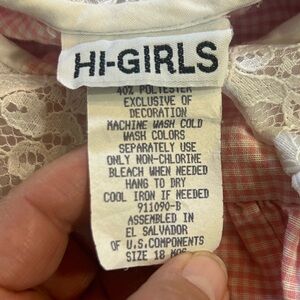 HI-GIRLS
40% POLYESTER
EXCLUSIVE OF
DECORATION
MACHINE WASH COLD
WASH COLORS
SEPARATELY USE
ONLY NON-CHLORINE
BLEACH WHEN NEEDED
HANG TO DRY
COOL IRON IF NEEDED
911090-B
ASSEMBLED IN
EL SALVADOR
OF U.S.COMPONENTS
SIZE 18 MOS